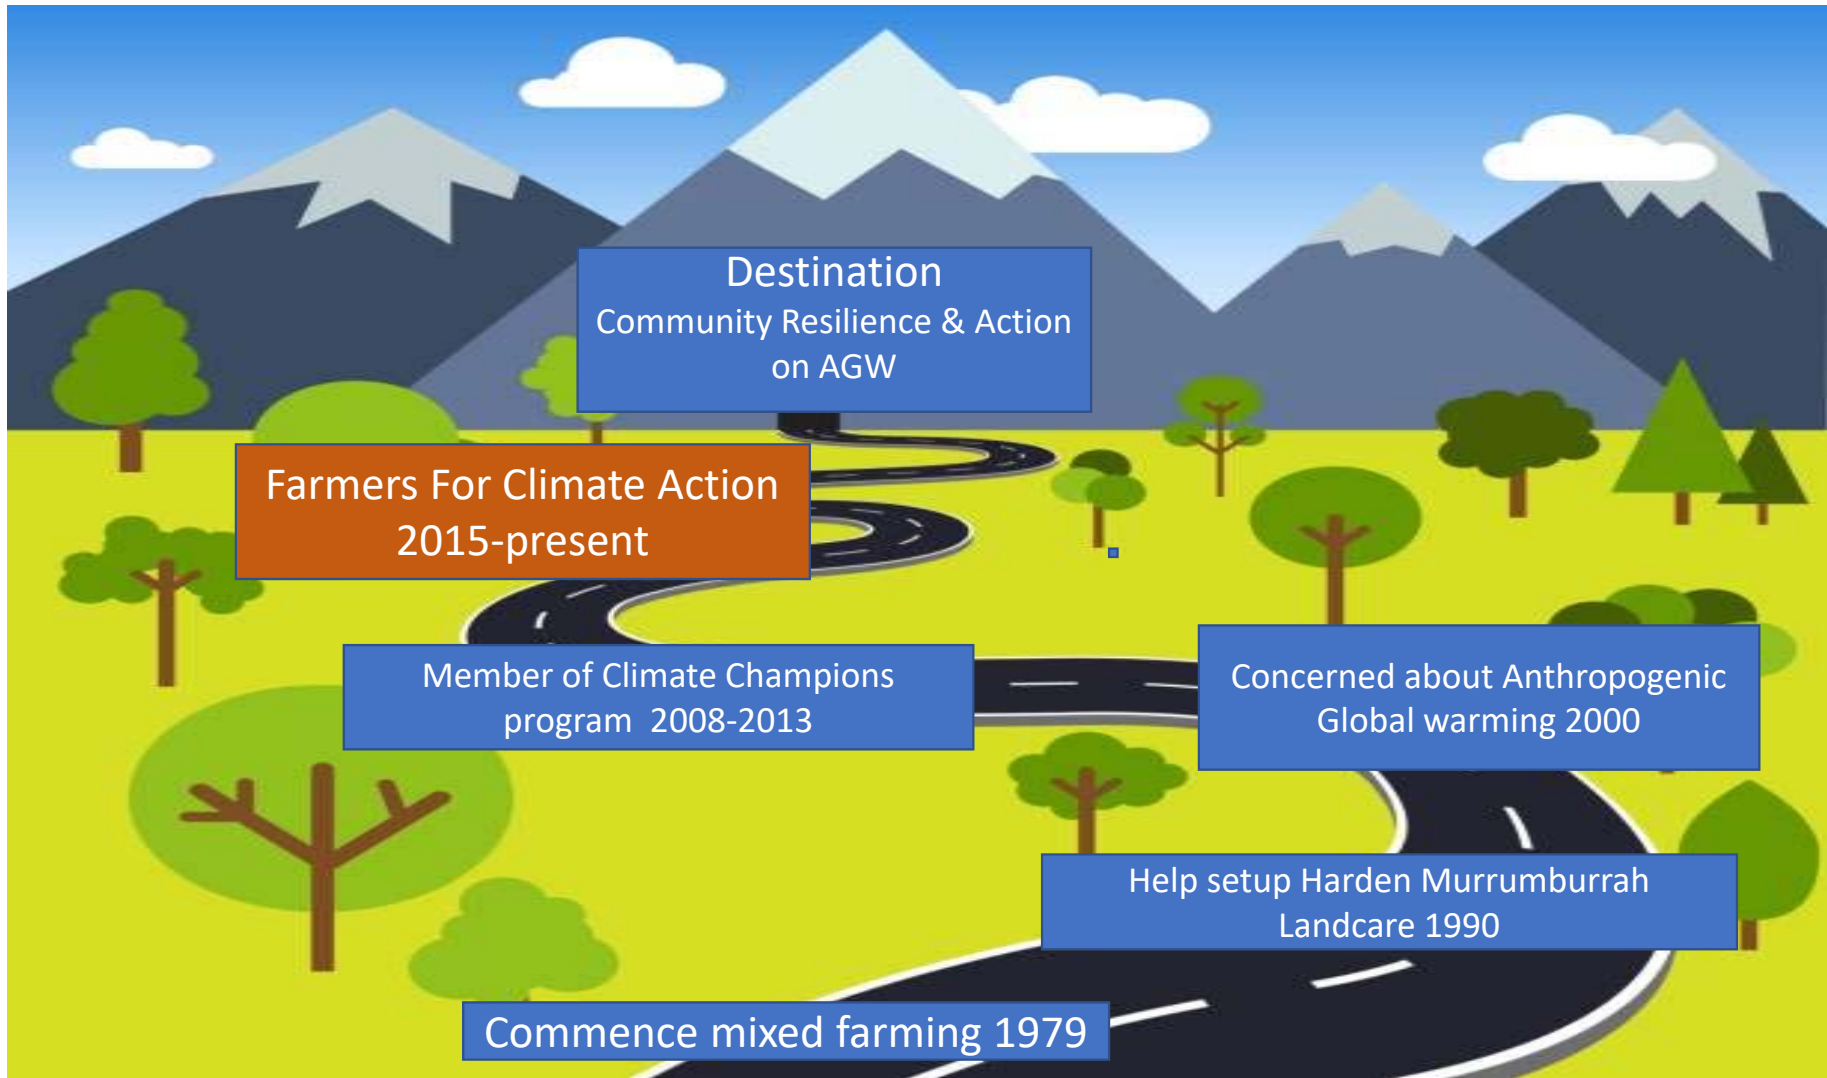 Destination
Community Resilience & Action
on AGW
Farmers For Climate Action
2015-present
Member of Climate Champions
program  2008-2013
Concerned about Anthropogenic
Global warming 2000
Help setup Harden Murrumburrah
Landcare 1990
Commence mixed farming 1979